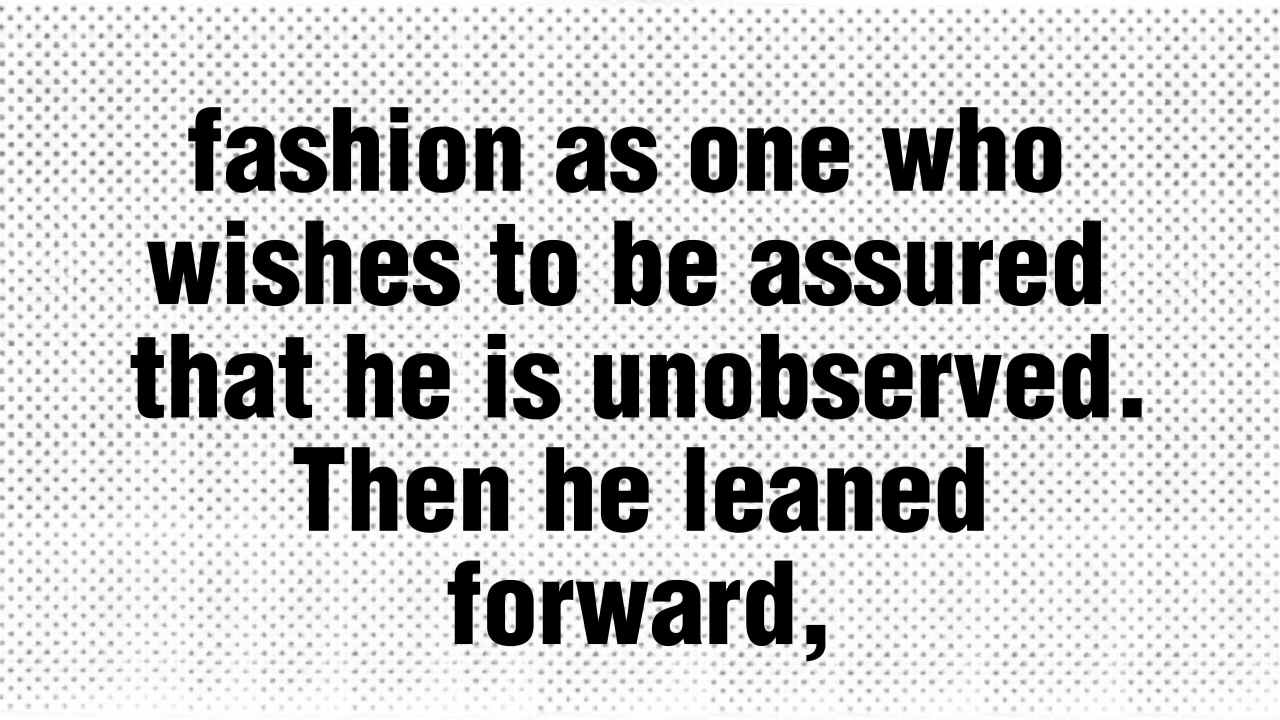 fashion as one who
wishes to be assured
that he is unobserved.
Then he leaned
forward,